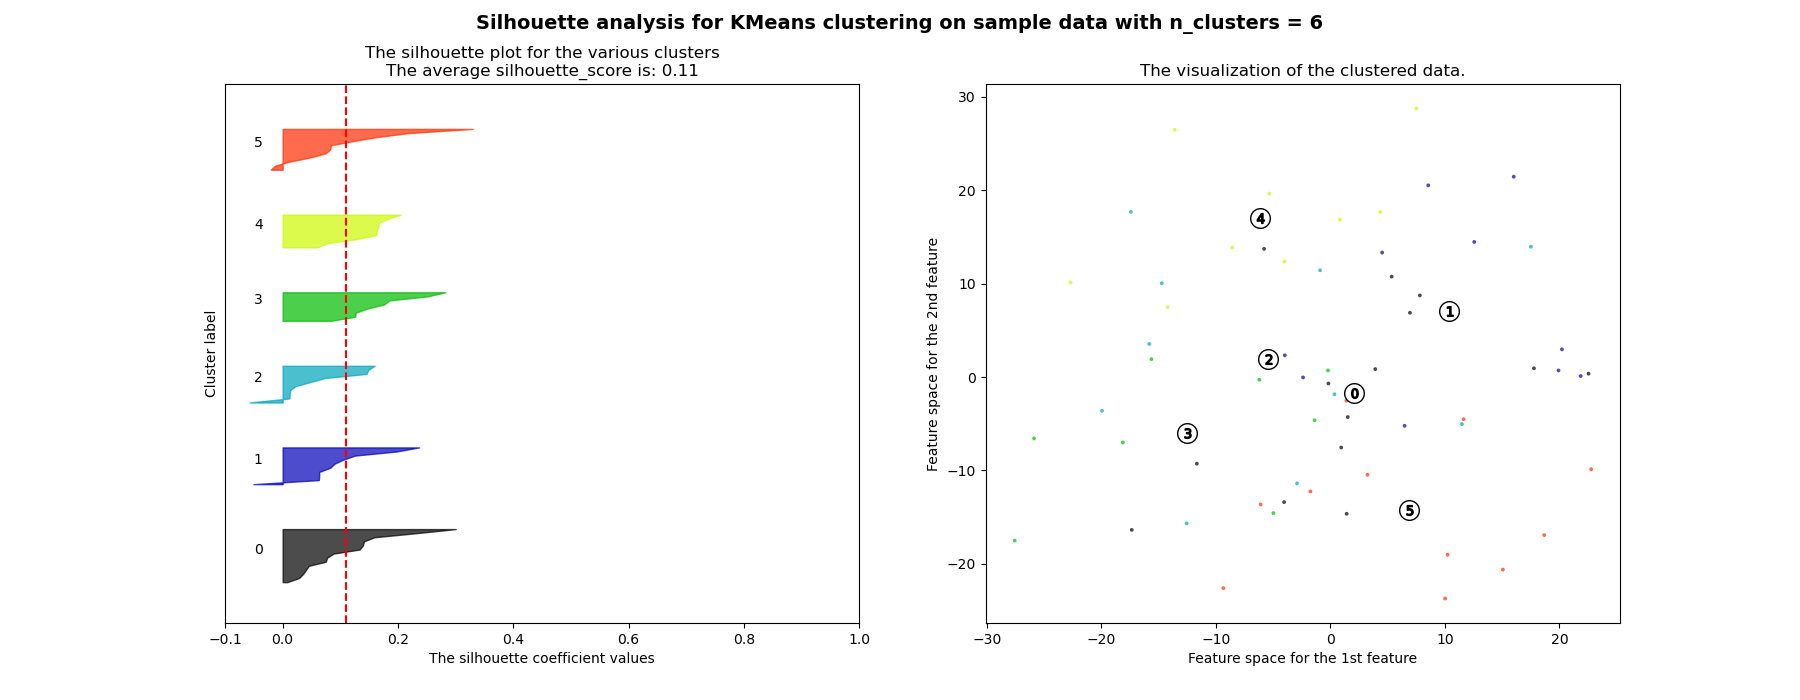 Silhouette analysis for KMeans clustering on sample data with n_clusters = 6
The silhouette plot for the various clusters
The average silhouette_score is: 0.11
5
4
3
2
1
0
Cluster label
−0.1 0.0 0.2 0.4 0.6 0.8 1.0
The silhouette coefficient values
The visualization of the clustered data.
30
20
10
0
−10
−20
Feature space for the 2nd feature
4
1
2
0
3
5
−30 −20 −10 0 10 20
Feature space for the 1st feature